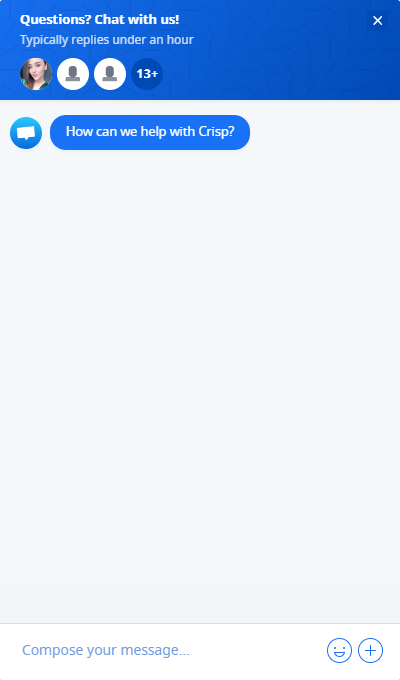 Questions? Chat with us!
Typically replies under an hour
13+
How can we help with Crisp?
Compose your message...